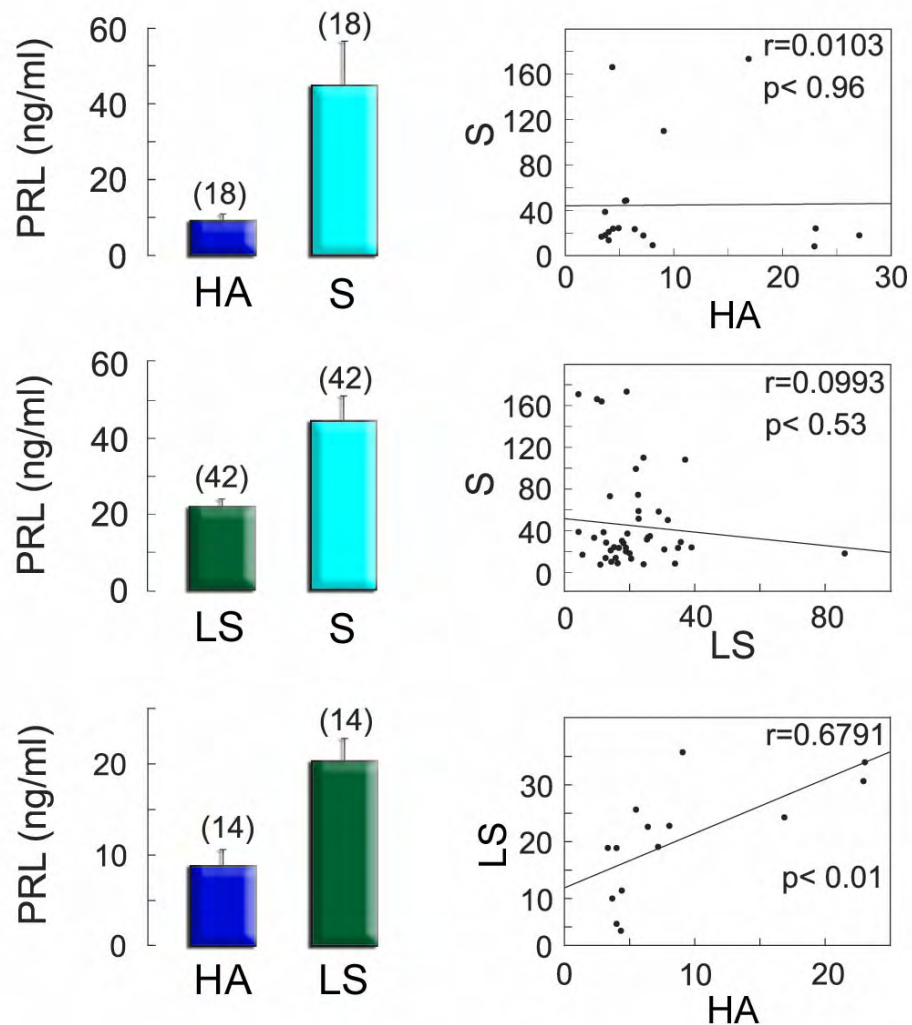 60
40
20
0
PRL (ng/ml)
(18)
(18)
HA
S
160
120
80
40
0
S
r=0.0103
p< 0.96
0
10
20
30
HA
60
40
20
0
PRL (ng/ml)
(42)
(42)
LS
S
160
120
80
40
0
S
r=0.0993
p< 0.53
0
40
80
LS
20
10
0
PRL (ng/ml)
(14)
(14)
HA
LS
30
20
10
0
LS
r=0.6791
p< 0.01
0
10
20
HA